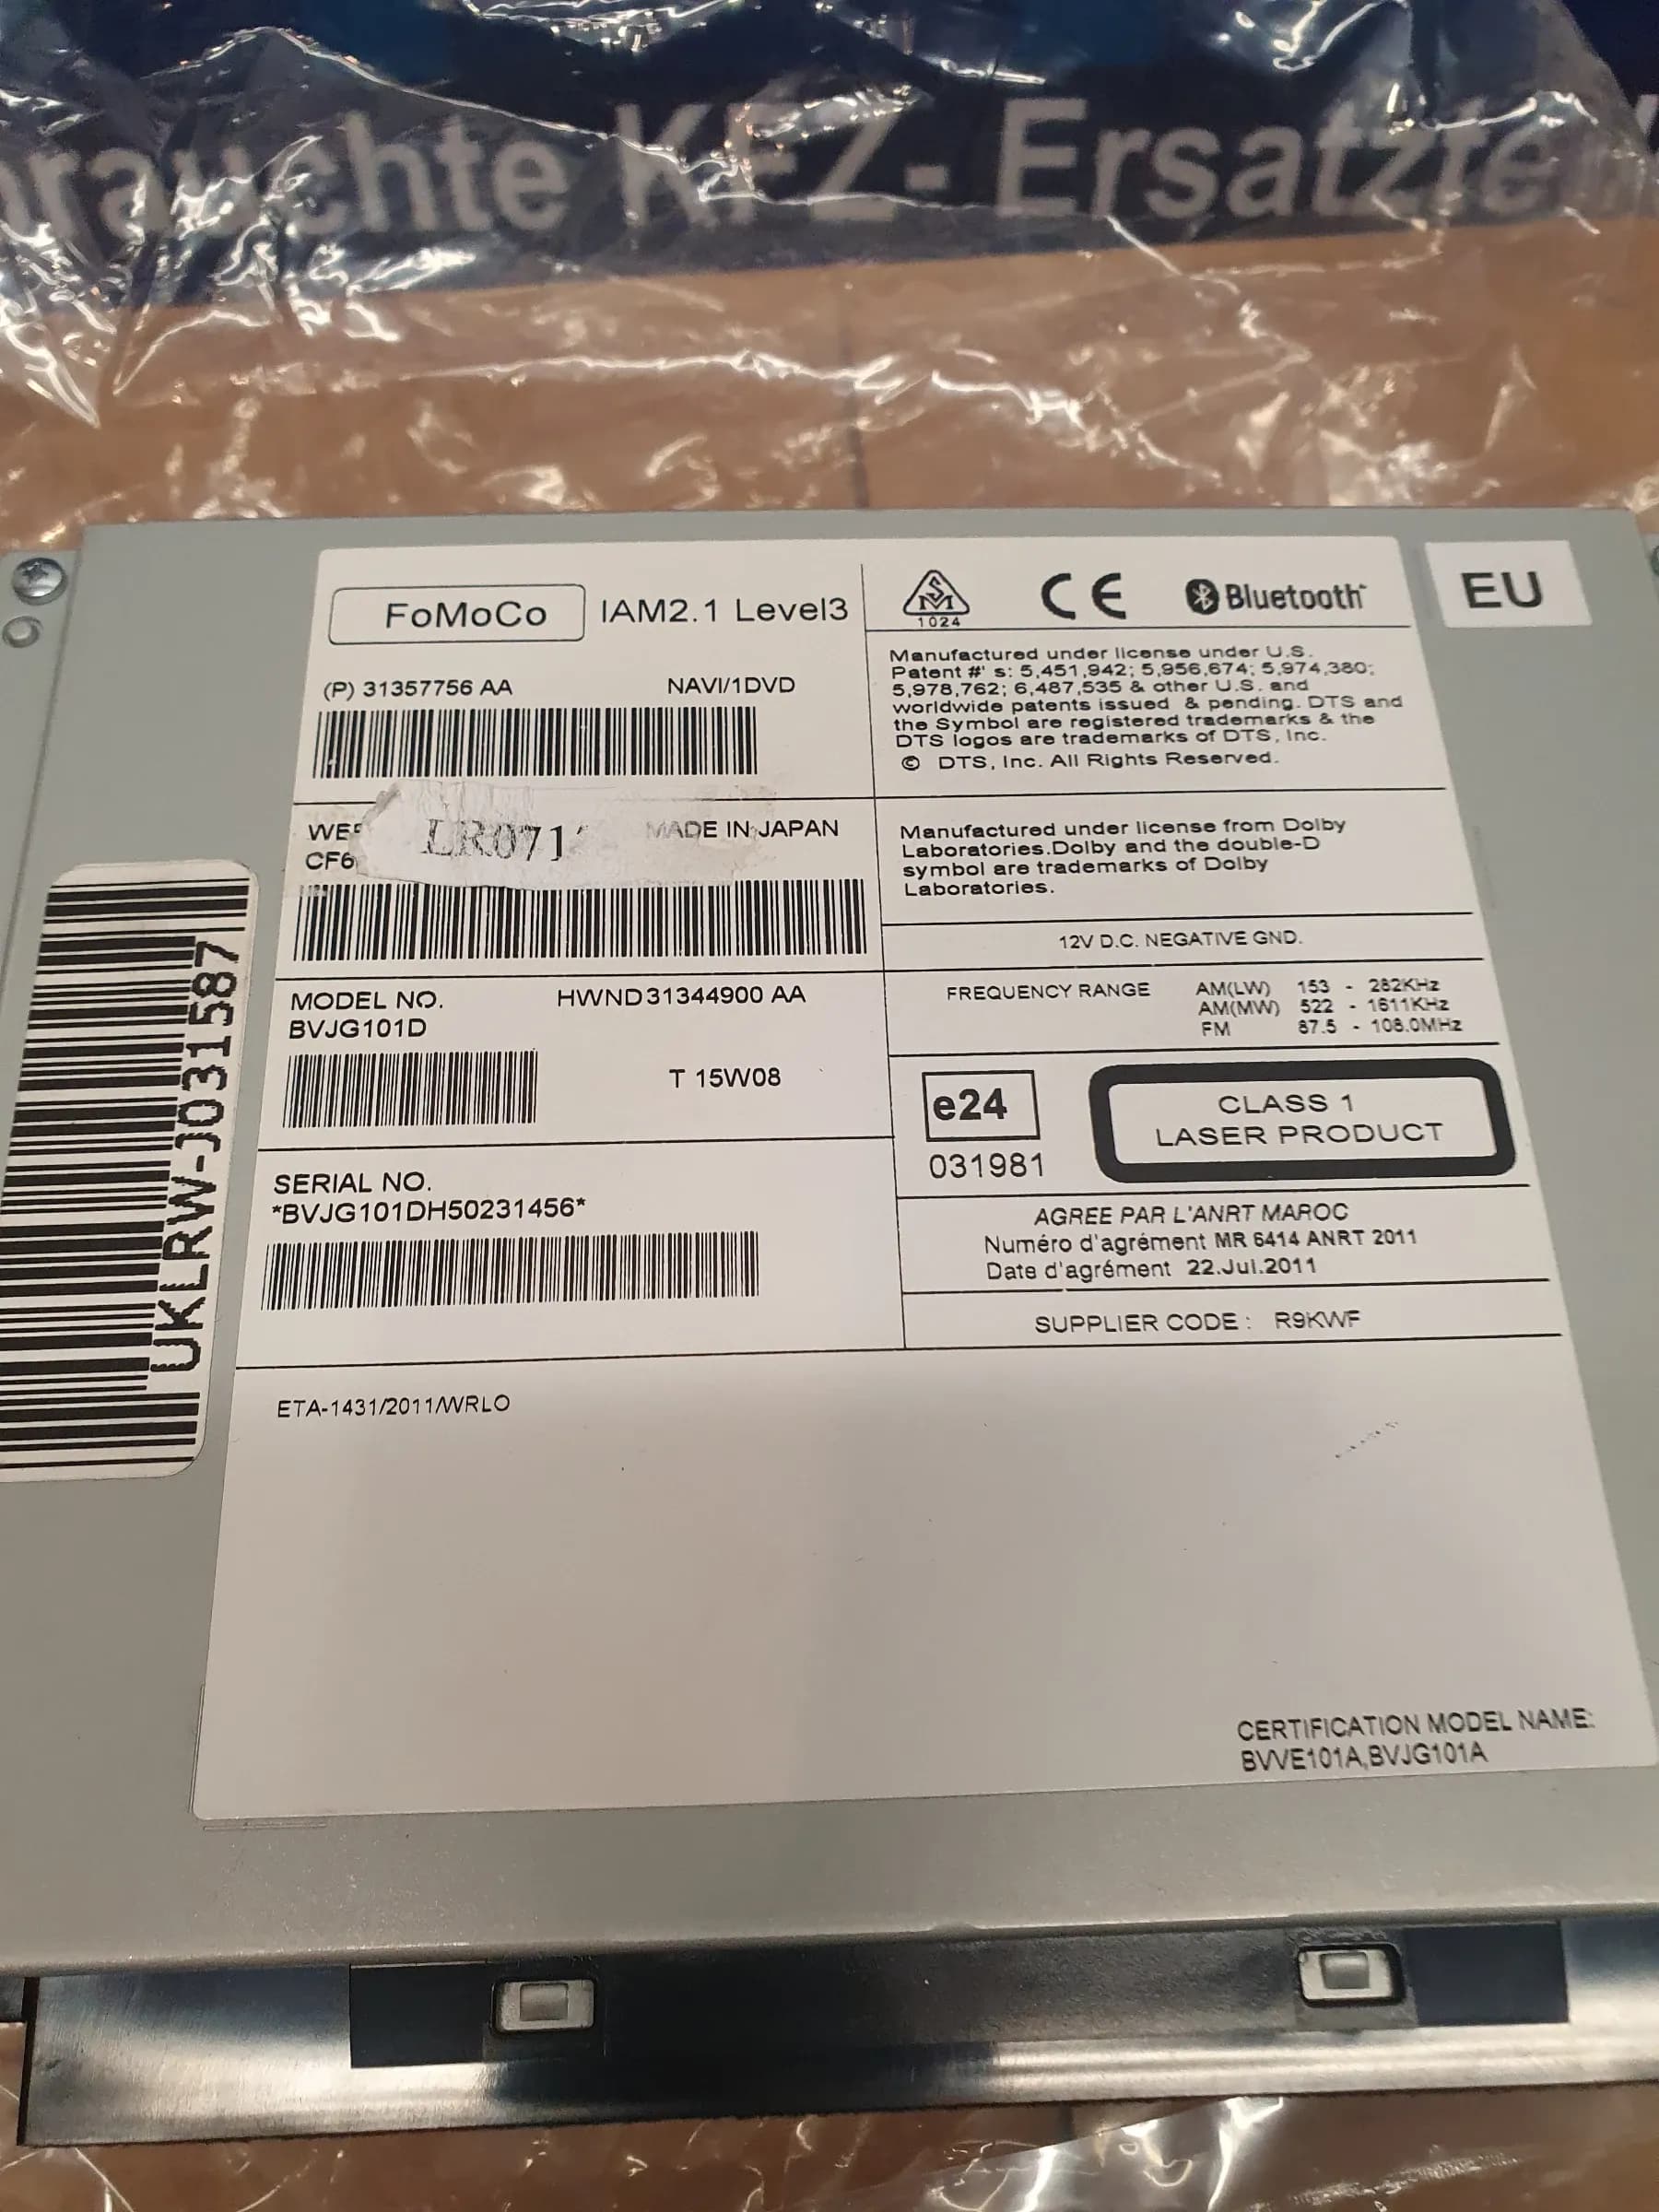 KFZ-
FoMoCo IAM2.1 Level3
(P) 31357756 AA NAVI/1DVD
MADE IN JAPAN
MODEL NO. HWND31344900 AA
BVJG101D
T 15W08
SERIAL NO.
*BVJG101DH50231456*
ETA-1431/2011/WRLO
UKLRW-J031587
SM
1024
CE
Bluetooth
EU
Manufactured under license under U.S.
Patent #' s: 5,451,942; 5,956,674; 5,974,380;
5,978,762; 6,487,535 & other U.S. and
worldwide patents issued & pending. DTS and
the Symbol are registered trademarks & the
DTS logos are trademarks of DTS, Inc.
© DTS, Inc. All Rights Reserved.
Manufactured under license from Dolby
Laboratories.Dolby and the double-D
symbol are trademarks of Dolby
Laboratories.
12V D.C. NEGATIVE GND.
FREQUENCY RANGE AM(LW) 153 - 282KHz
AM(MW) 522 - 1611KHz
FM 87.5 - 108.0MHz
e24
031981
CLASS 1
LASER PRODUCT
AGREE PAR L'ANRT MAROC
Numéro d'agrément MR 6414 ANRT 2011
Date d'agrément 22.Jul.2011
SUPPLIER CODE : R9KWF
CERTIFICATION MODEL NAME:
BVVE101A,BVJG101A